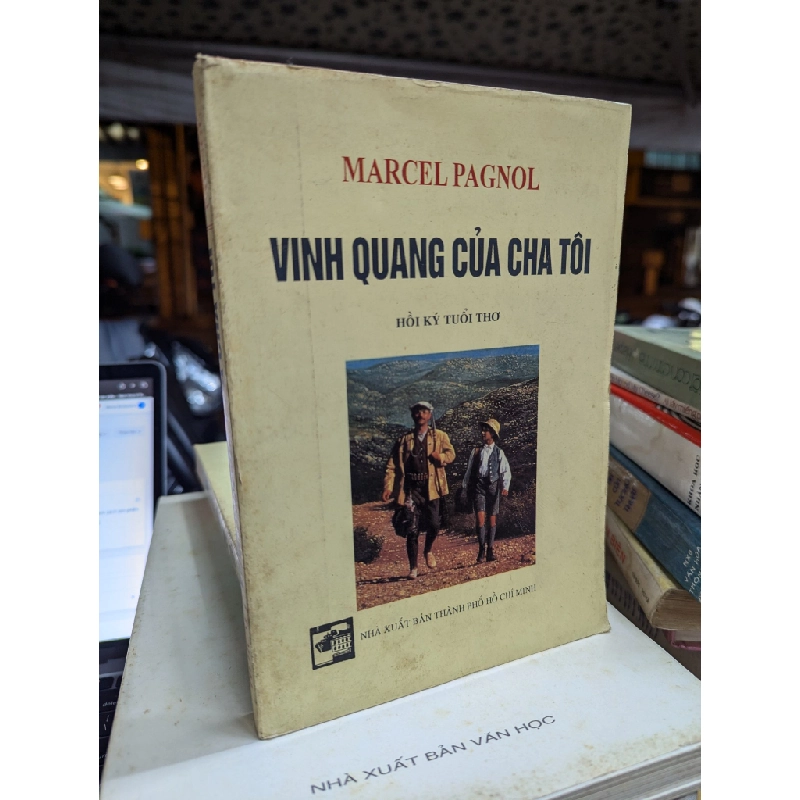 MARCEL PAGNOL
VINH QUANG CỦA CHA TÔI
HỒI KÝ TUỔI THƠ
NHÀ XUẤT BẢN THÀNH PHỐ HỒ CHÍ MINH
NHÀ XUẤT BẢN VĂN HỌC